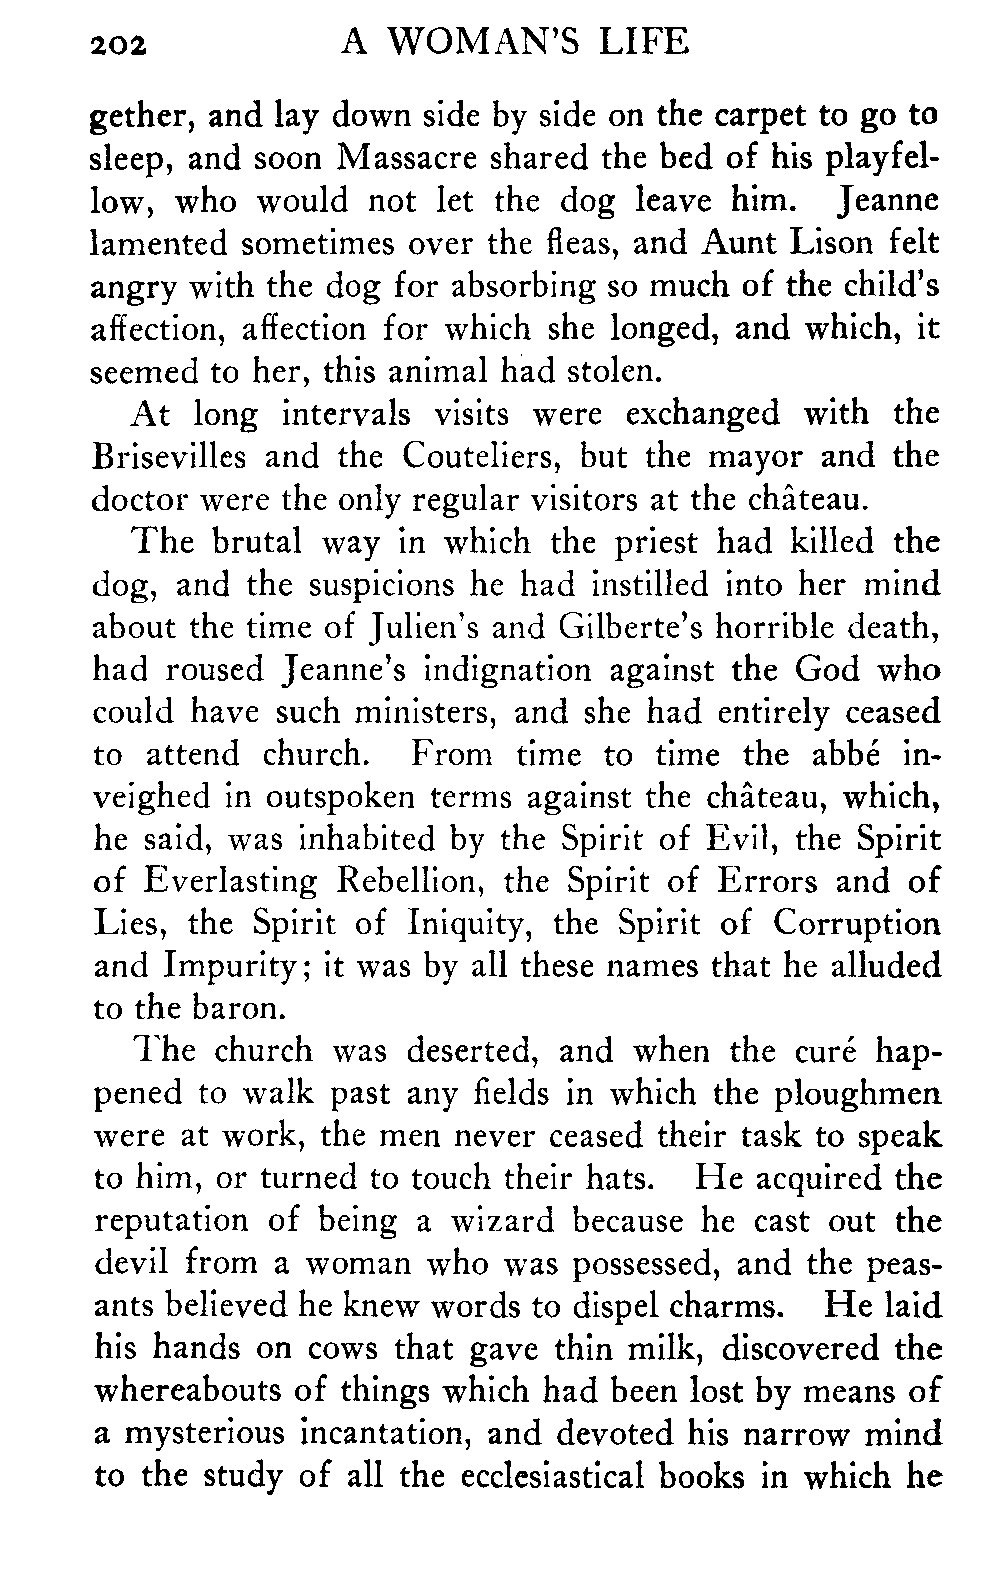 202 A WOMAN'S LIFE
gether, and lay down side by side on the carpet to go to
sleep, and soon Massacre shared the bed of his playfel-
low, who would not let the dog leave him. Jeanne
lamented sometimes over the fleas, and Aunt Lison felt
angry with the dog for absorbing so much of the child's
affection, affection for which she longed, and which, it
seemed to her, this animal had stolen.
At long intervals visits were exchanged with the
Brisevilles and the Couteliers, but the mayor and the
doctor were the only regular visitors at the château.
The brutal way in which the priest had killed the
dog, and the suspicions he had instilled into her mind
about the time of Julien's and Gilberte's horrible death,
had roused Jeanne's indignation against the God who
could have such ministers, and she had entirely ceased
to attend church. From time to time the abbé in-
veighed in outspoken terms against the château, which,
he said, was inhabited by the Spirit of Evil, the Spirit
of Everlasting Rebellion, the Spirit of Errors and of
Lies, the Spirit of Iniquity, the Spirit of Corruption
and Impurity; it was by all these names that he alluded
to the baron.
The church was deserted, and when the curé hap-
pened to walk past any fields in which the ploughmen
were at work, the men never ceased their task to speak
to him, or turned to touch their hats. He acquired the
reputation of being a wizard because he cast out the
devil from a woman who was possessed, and the peas-
ants believed he knew words to dispel charms. He laid
his hands on cows that gave thin milk, discovered the
whereabouts of things which had been lost by means of
a mysterious incantation, and devoted his narrow mind
to the study of all the ecclesiastical books in which he